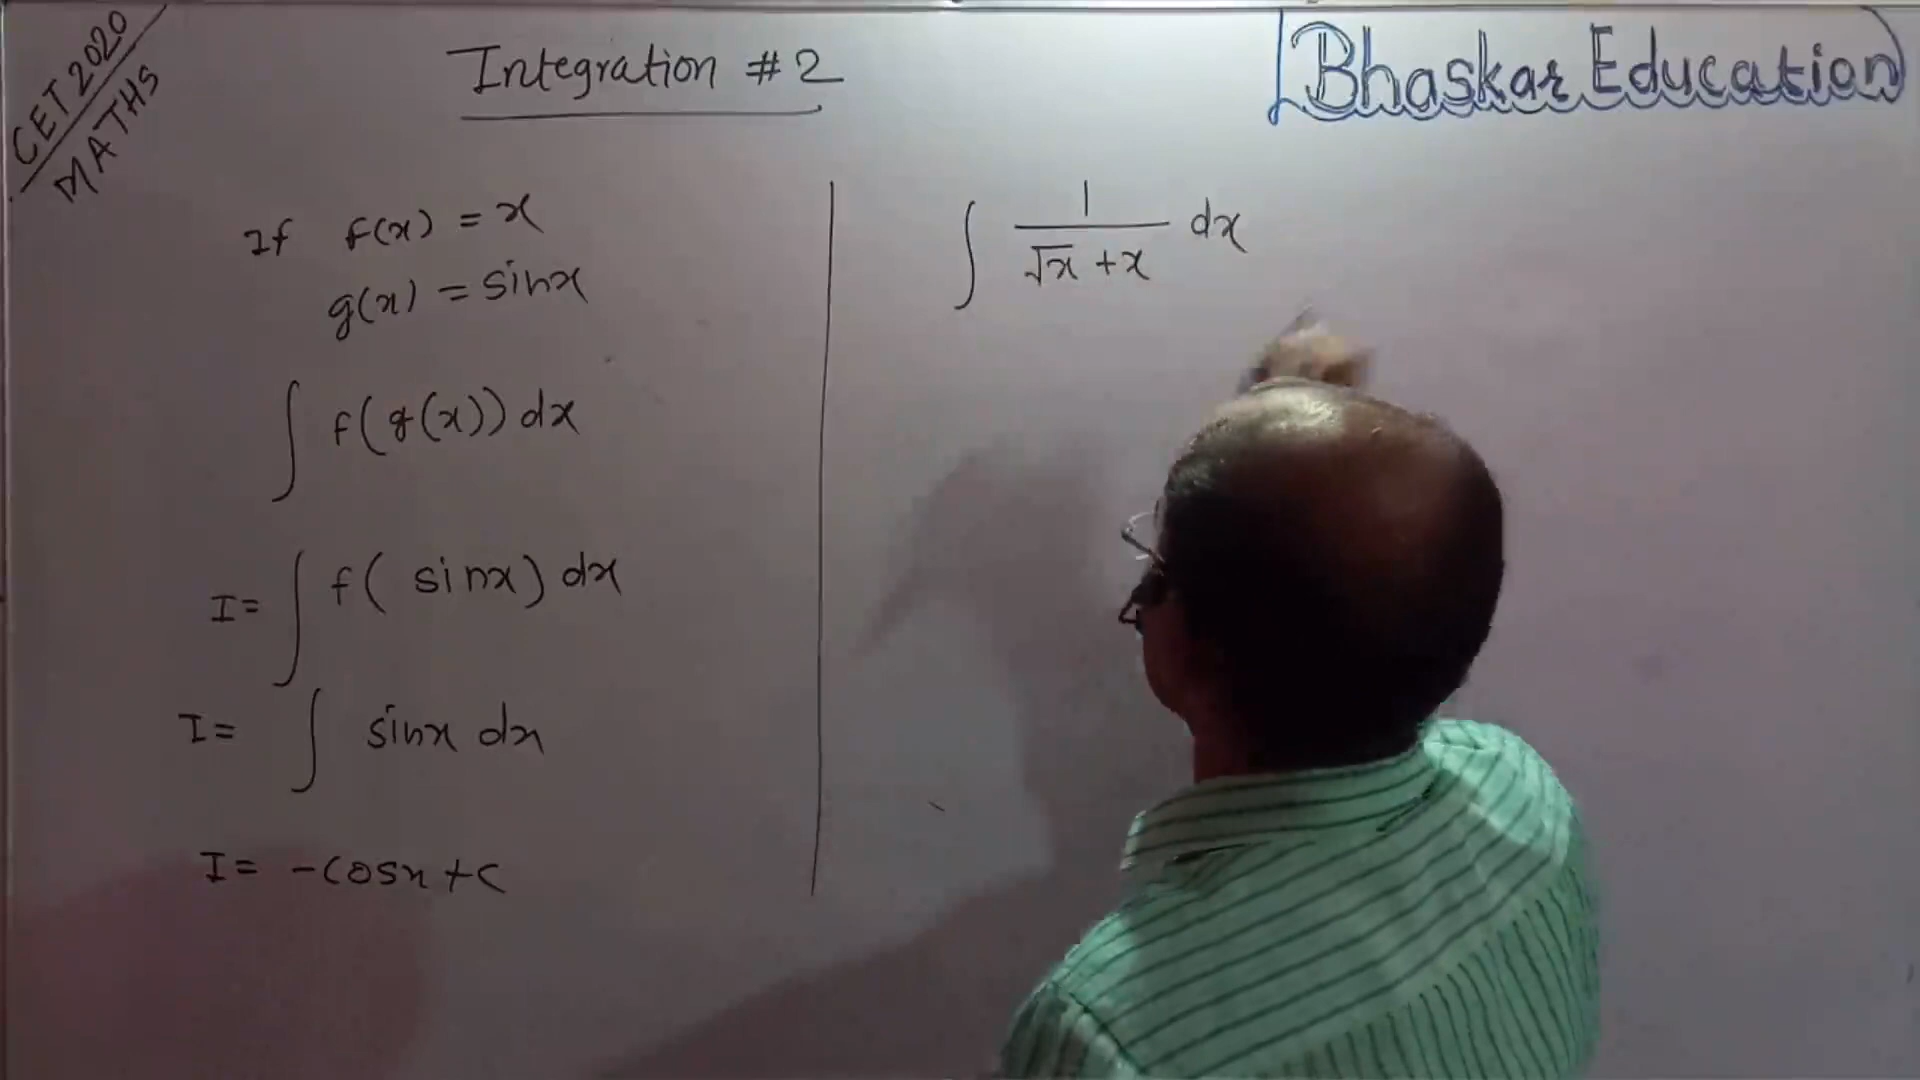 CET 2020
MATHS
Integration #2
Bhaskar Education
If f(x) = x
g(x) = sinx
∫ f(g(x)) dx
I= ∫ f( sinx) dx
I= ∫ sinx dx
I= -cosx+c
∫ 1/(√x +x) dx